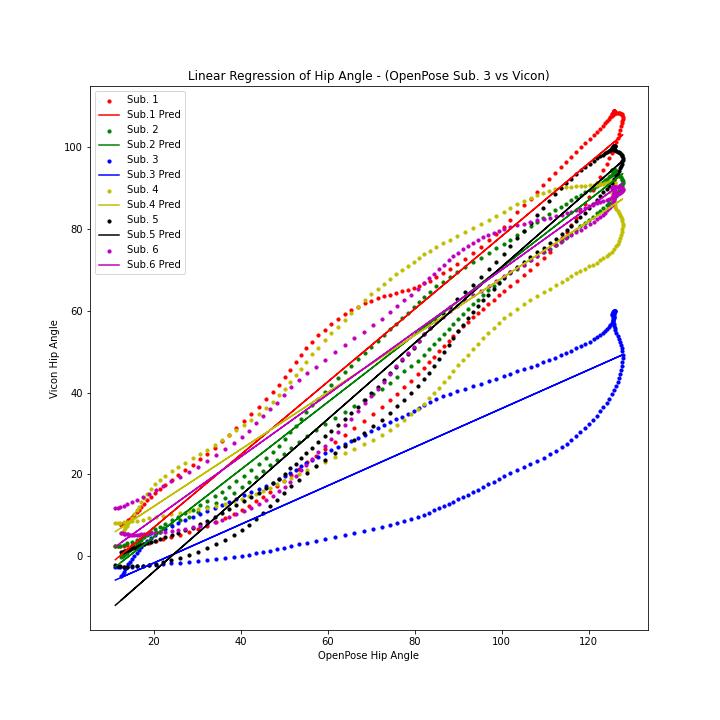 Linear Regression of Hip Angle - (OpenPose Sub. 3 vs Vicon)
Sub. 1
Sub.1 Pred
Sub. 2
Sub.2 Pred
Sub. 3
Sub.3 Pred
Sub. 4
Sub.4 Pred
Sub. 5
Sub.5 Pred
Sub. 6
Sub.6 Pred
Vicon Hip Angle
100
80
60
40
20
0
20 40 60 80 100 120
OpenPose Hip Angle